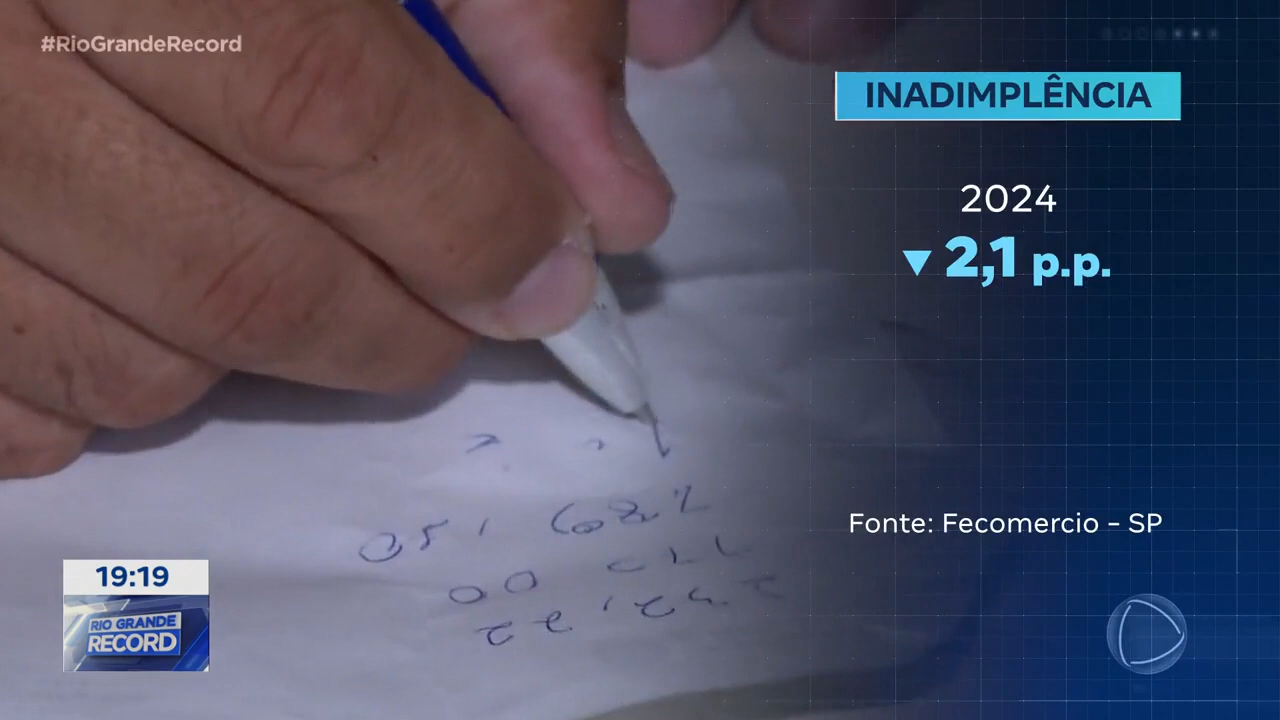 #RioGrandeRecord
INADIMPLÊNCIA
2024
▼ 2,1 p.p.
Fonte: Fecomercio - SP
19:19
RIO GRANDE
RECORD